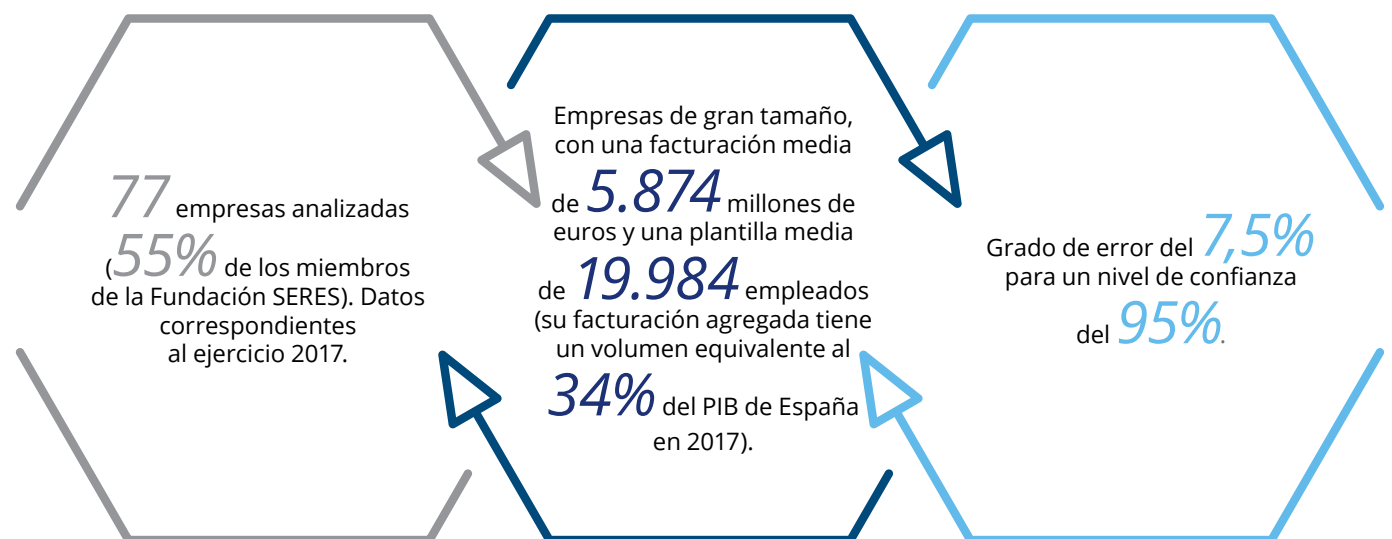 77 empresas analizadas
(55% de los miembros
de la Fundación SERES). Datos
correspondientes
al ejercicio 2017.
Empresas de gran tamaño,
con una facturación media
de 5.874 millones de
euros y una plantilla media
de 19.984 empleados
(su facturación agregada tiene
un volumen equivalente al
34% del PIB de España
en 2017).
Grado de error del 7,5%
para un nivel de confianza
del 95%.